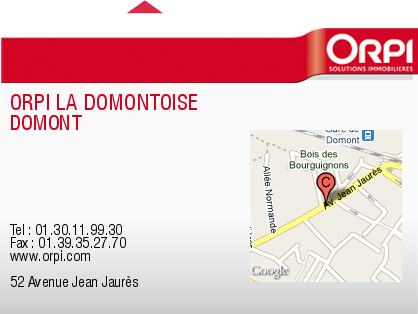 ORPI
SOLUTIONS IMMOBILIÈRES
ORPI LA DOMONTOISE
DOMONT
Gare de
Domont
Bois des
Bourguignons
Allée Normande
C
Av. Jean Jaurès
Google
Tel : 01.30.11.99.30
Fax : 01.39.35.27.70
www.orpi.com
52 Avenue Jean Jaurès